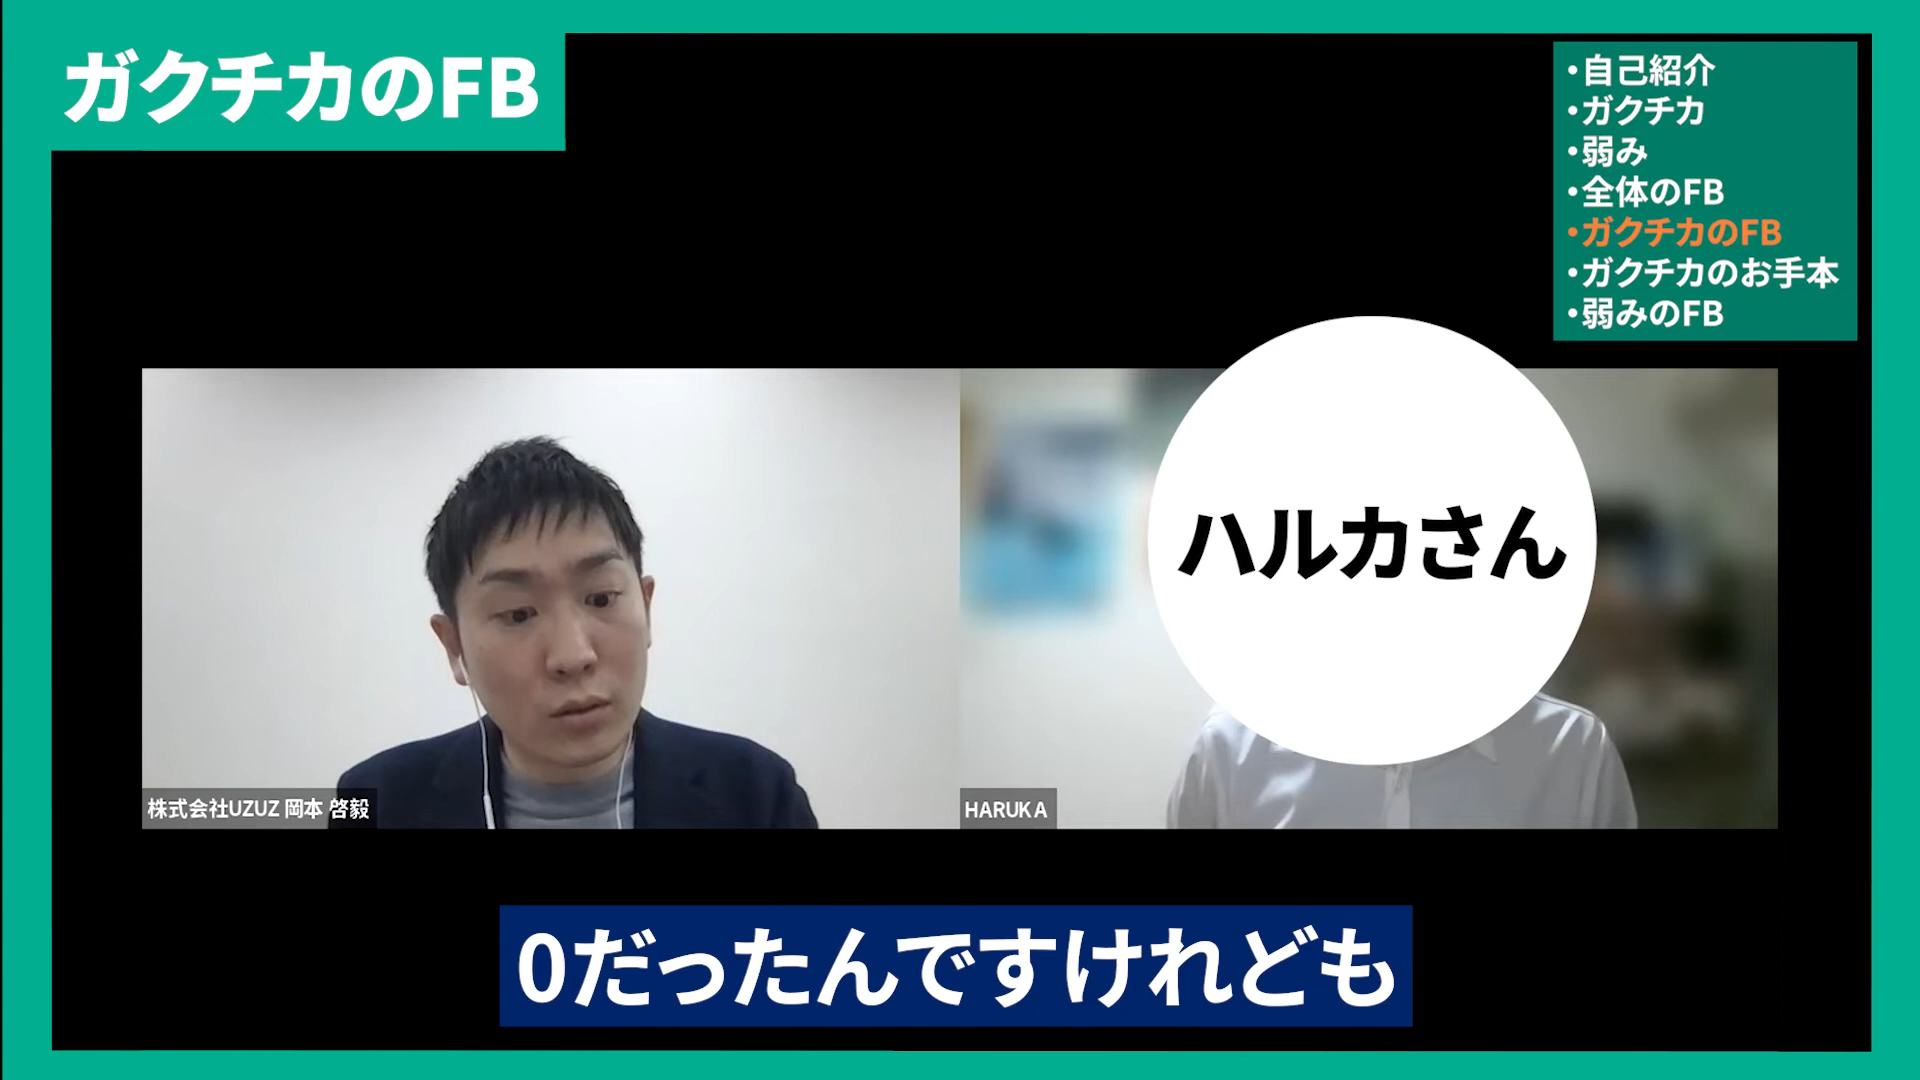 ガクチカのFB
・自己紹介
・ガクチカ
・弱み
・全体のFB
・ガクチカのFB
・ガクチカのお手本
・弱みのFB
ハルカさん
株式会社UZUZ 岡本 啓毅
HARUKA
0だったんですけれども